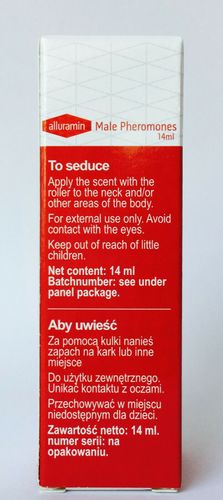 alluramin Male Pheromones
14ml
To seduce
Apply the scent with the
roller to the neck and/or
other areas of the body.
For external use only. Avoid
contact with the eyes.
Keep out of reach of little
children.
Net content: 14 ml
Batchnumber: see under
panel package.
Aby uwieść
Za pomocą kulki nanieś
zapach na kark lub inne
miejsce
Do użytku zewnętrznego.
Unikać kontaktu z oczami.
Przechowywać w miejscu
niedostępnym dla dzieci.
Zawartość netto: 14 ml.
numer serii: na
opakowaniu.